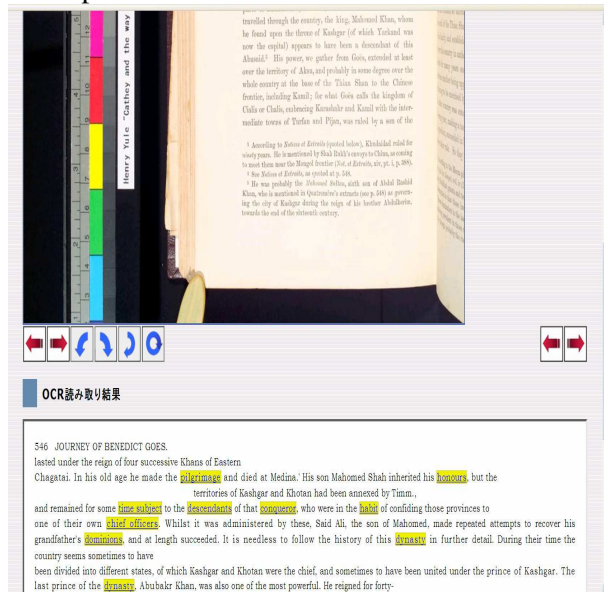 Henry Yule "Cathey and the way
travelled through the country, the king, Mahomed Khan, whom
he found upon the throne of Kashgar (of which Yarkand was
now the capital) appears to have been a descendant of this
Abusaid.² His power, we gather from Goës, extended at least
over the territory of Aksu, and probably in some degree over the
whole country at the base of the Thian Shan to the Chinese
frontier, including Kamil; for what Goës calls the kingdom of
Cialis or Chalis, embracing Karashahr and Kamil with the inter-
mediate towns of Turfan and Pijan, was ruled by a son of the
¹ According to Notices et Extraits (quoted below), Khodaidad ruled for
ninety years. He is mentioned by Shah Rukh's envoys to China, as coming
to meet them near the Mongol frontier (Not. et Extraits, xiv, pt. i, p. 388).
² See Notices et Extraits, as quoted at p. 548.
³ He was probably the Mahomed Sultan, sixth son of Abdul Rashid
Khan, who is mentioned in Quatremère's extracts (see p. 548) as govern-
ing the city of Kashgar during the reign of his brother Abdulkerim,
towards the end of the sixteenth century.
OCR読み取り結果
546 JOURNEY OF BENEDICT GOES.
lasted under the reign of four successive Khans of Eastern
Chagatai. In his old age he made the pilgrimage and died at Medina.' His son Mahomed Shah inherited his honours, but the
territories of Kashgar and Khotan had been annexed by Timm.,
and remained for some time subject to the descendants of that conqueror, who were in the habit of confiding those provinces to
one of their own chief officers. Whilst it was administered by these, Said Ali, the son of Mahomed, made repeated attempts to recover his
grandfather's dominions, and at length succeeded. It is needless to follow the history of this dynasty in further detail. During their time the
country seems sometimes to have
been divided into different states, of which Kashgar and Khotan were the chief, and sometimes to have been united under the prince of Kashgar. The
last prince of the dynasty. Abubakr Khan, was also one of the most powerful. He reigned for forty-